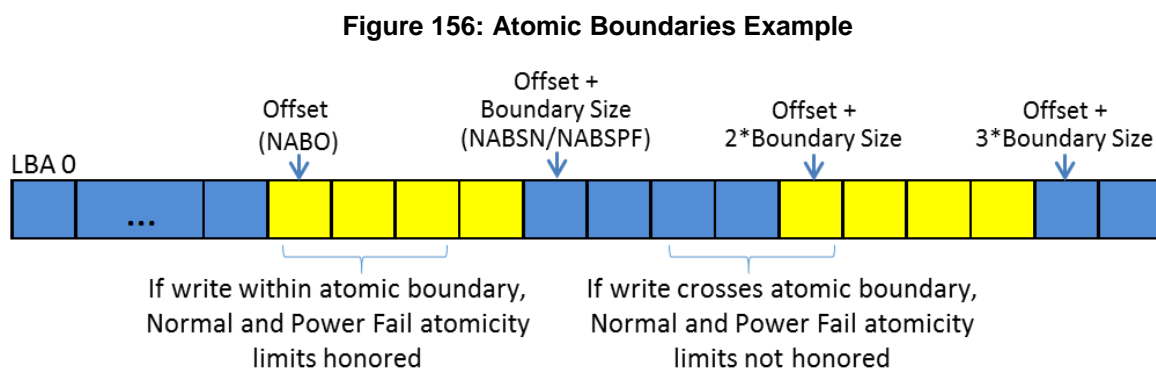 Figure 156: Atomic Boundaries Example
Offset
(NABO)
Offset +
Boundary Size
(NABSN/NABSPF)
Offset +
2*Boundary Size
Offset +
3*Boundary Size
LBA 0
...
If write within atomic boundary,
Normal and Power Fail atomicity
limits honored
If write crosses atomic boundary,
Normal and Power Fail atomicity
limits not honored